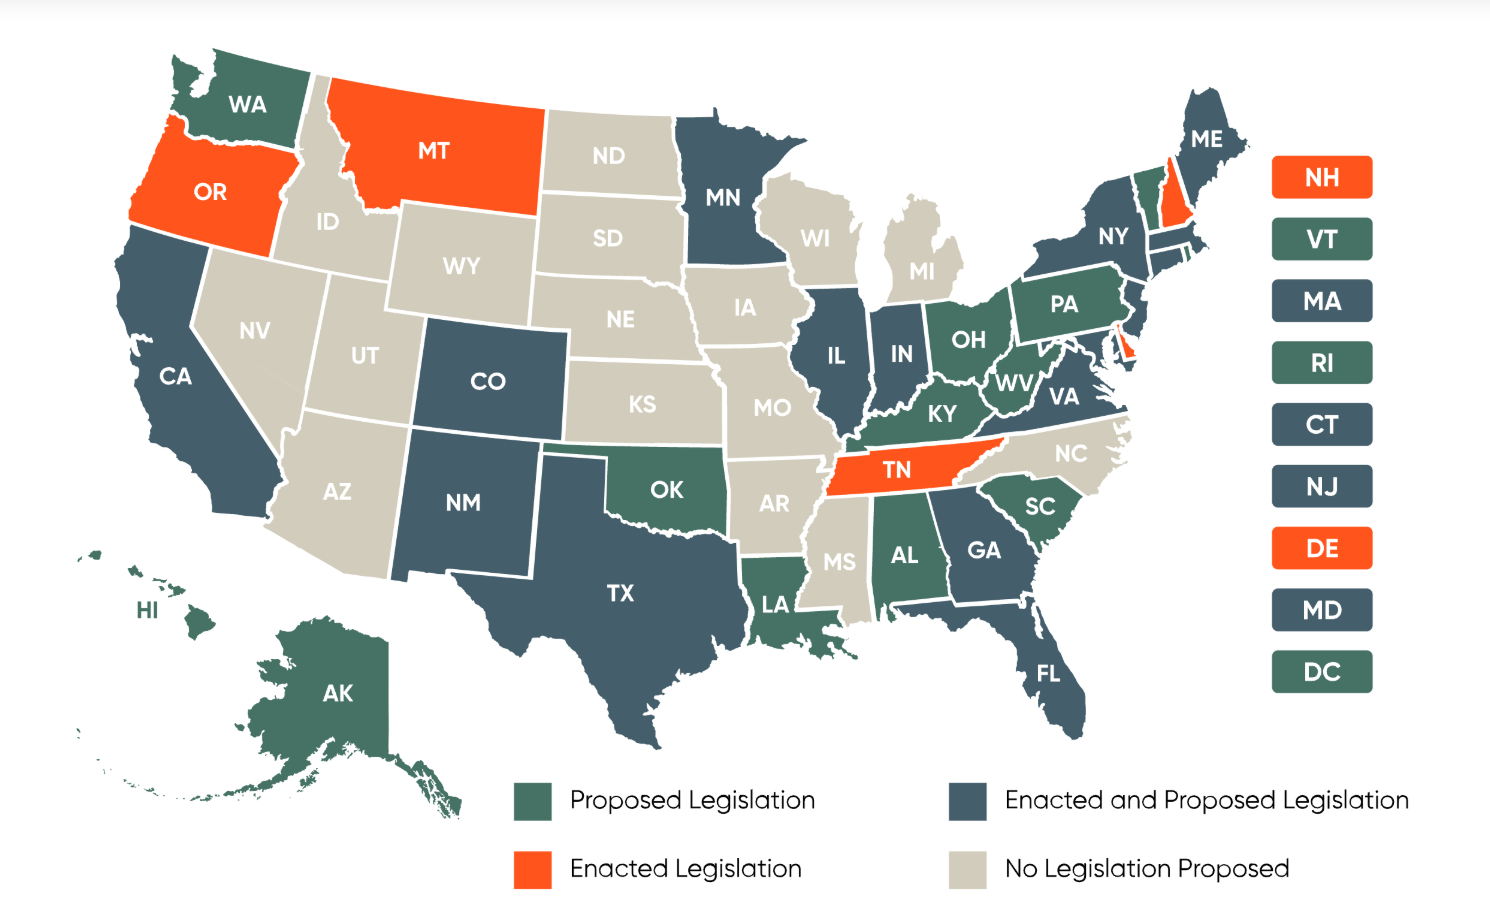 WA
MT
ND
MN
ME
OR
ID
SD
WI
NY
MI
WY
NH
VT
MA
RI
CT
NJ
DE
MD
DC
NV
UT
NE
IA
PA
OH
IL
IN
CA
CO
KS
MO
WV
VA
KY
AZ
NM
OK
AR
TN
NC
SC
TX
LA
MS
AL
GA
HI
AK
FL
Proposed Legislation
Enacted and Proposed Legislation
Enacted Legislation
No Legislation Proposed